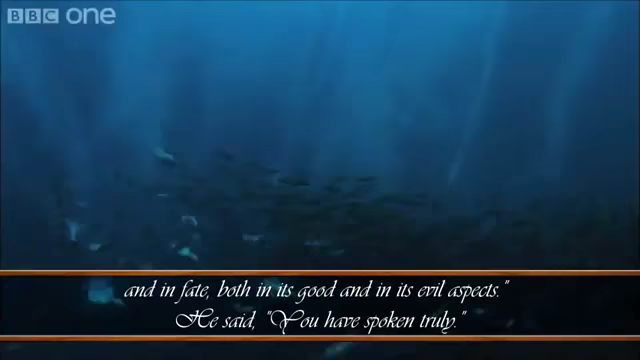 BBC one
and in fate, both in its good and in its evil aspects."
He said, "You have spoken truly."